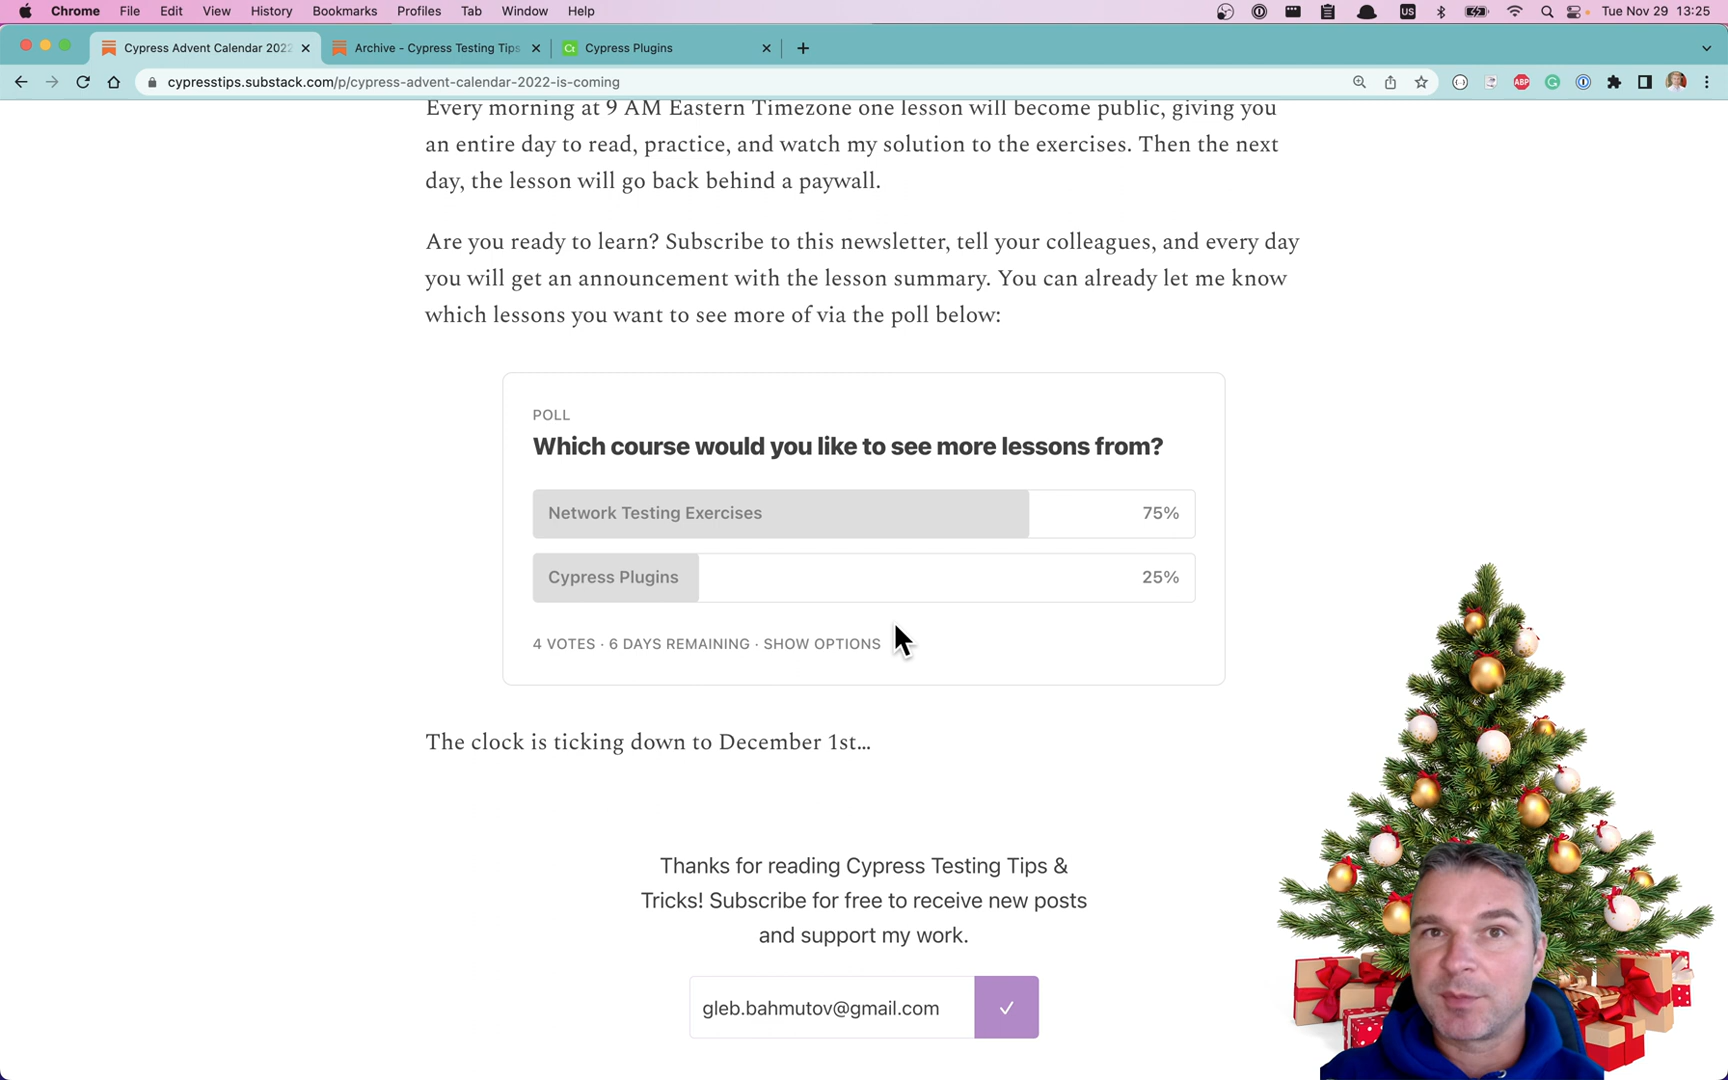 Chrome File Edit View History Bookmarks Profiles Tab Window Help US Tue Nov 29 13:25
Cypress Advent Calendar 2022 Archive - Cypress Testing Tips Ct Cypress Plugins
cypresstips.substack.com/p/cypress-advent-calendar-2022-is-coming ABP
Every morning at 9 AM Eastern Timezone one lesson will become public, giving you
an entire day to read, practice, and watch my solution to the exercises. Then the next
day, the lesson will go back behind a paywall.
Are you ready to learn? Subscribe to this newsletter, tell your colleagues, and every day
you will get an announcement with the lesson summary. You can already let me know
which lessons you want to see more of via the poll below:
POLL
Which course would you like to see more lessons from?
Network Testing Exercises 75%
Cypress Plugins 25%
4 VOTES · 6 DAYS REMAINING · SHOW OPTIONS
The clock is ticking down to December 1st…
Thanks for reading Cypress Testing Tips &
Tricks! Subscribe for free to receive new posts
and support my work.
gleb.bahmutov@gmail.com